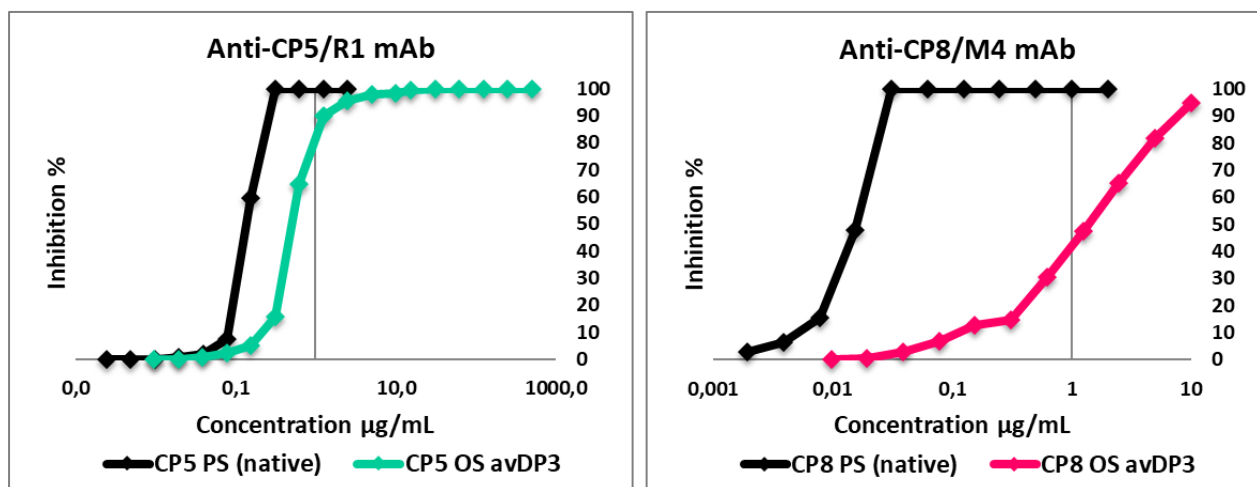 Anti-CP5/R1 mAb
Inhibition %
100
90
80
70
60
50
40
30
20
10
0
0,0 0,1 10,0 1000,0
Concentration µg/mL
CP5 PS (native) CP5 OS avDP3
Anti-CP8/M4 mAb
Inhinition %
100
90
80
70
60
50
40
30
20
10
0
0,001 0,01 0,1 1 10
Concentration µg/mL
CP8 PS (native) CP8 OS avDP3